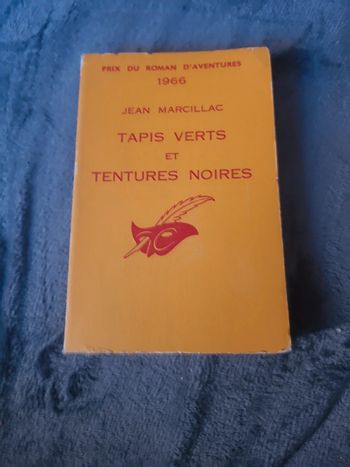 PRIX DU ROMAN D'AVENTURES
1966
JEAN MARCILLAC
TAPIS VERTS
ET
TENTURES NOIRES